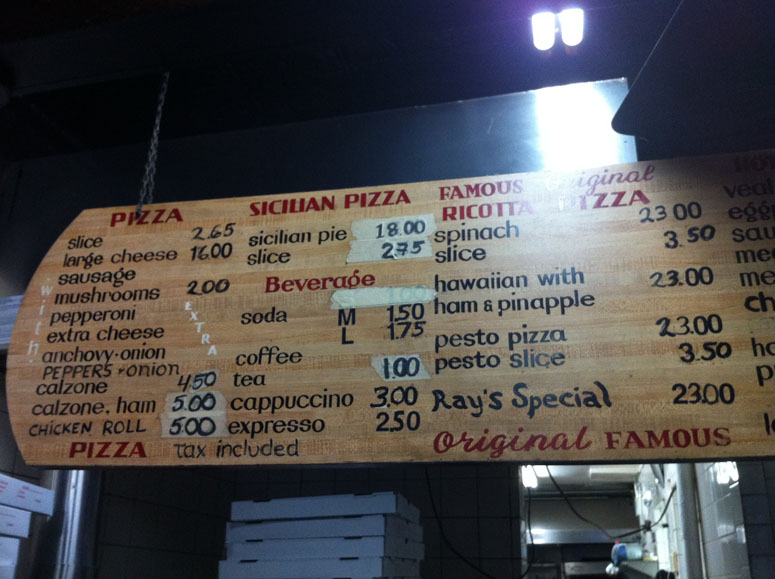 PIZZA
slice 2.65
large cheese 16.00
sausage
mushrooms 2.00
pepperoni
extra cheese
anchovy·onion
PEPPERS + onion
with
EXTRA
calzone 4.50
calzone. ham 5.00
CHICKEN ROLL 5.00
PIZZA tax included
SICILIAN PIZZA
sicilian pie 18.00
slice 2.75
Beverage
soda M 1.50
L 1.75
coffee
tea 1.00
cappuccino 3.00
expresso 2.50
FAMOUS Original
RICOTTA PIZZA
spinach 23.00
slice 3.50
hawaiian with 23.00
ham & pinapple
pesto pizza 23.00
pesto slice 3.50
Ray's Special 23.00
Original FAMOUS